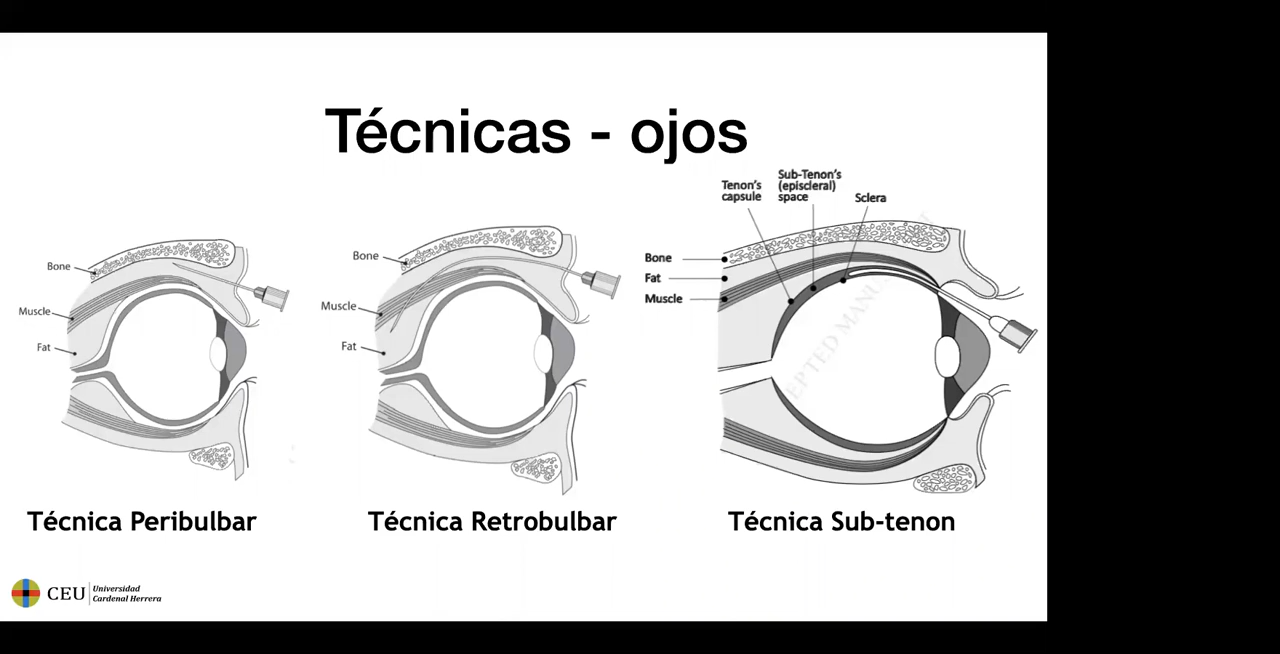 Técnicas - ojos
Bone
Muscle
Fat
Técnica Peribulbar
Bone
Muscle
Fat
Técnica Retrobulbar
Tenon's
capsule
Sub-Tenon's
(episcleral)
space
Sclera
Bone
Fat
Muscle
Técnica Sub-tenon
CEU
Universidad
Cardenal Herrera